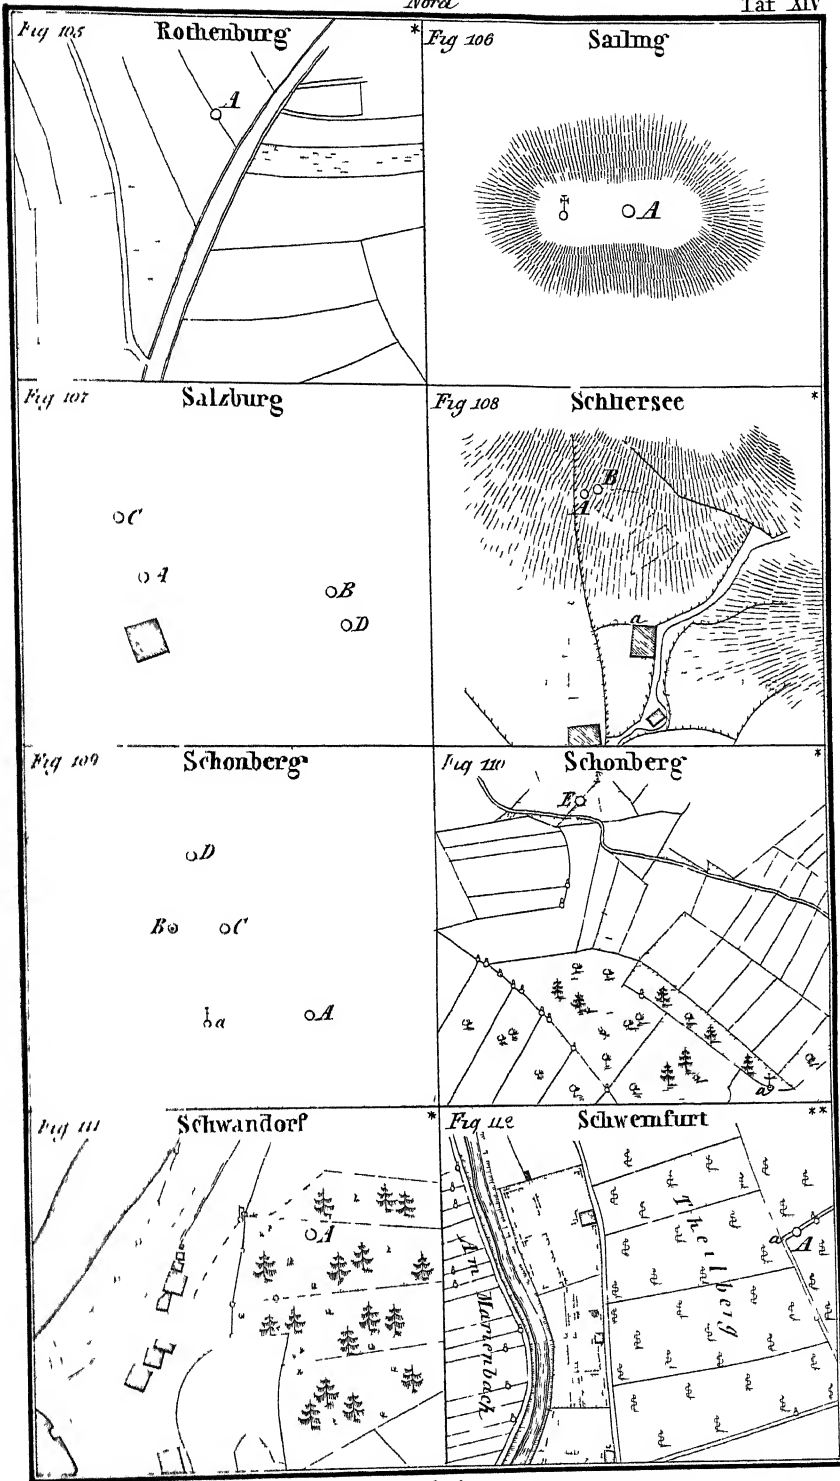 Nord
Taf XIV
Fig 105 Rothenburg *
A
Fig 106 Sailing
A
Fig 107 Salzburg
C
A
B
D
Fig 108 Schliersee *
B
A
a
Fig 109 Schonberg
D
B C
a A
Fig 110 Schonberg *
E
a
Fig 111 Schwandorf *
A
Fig 112 Schweinfurt **
Theilberg
a A
Am Marienbach